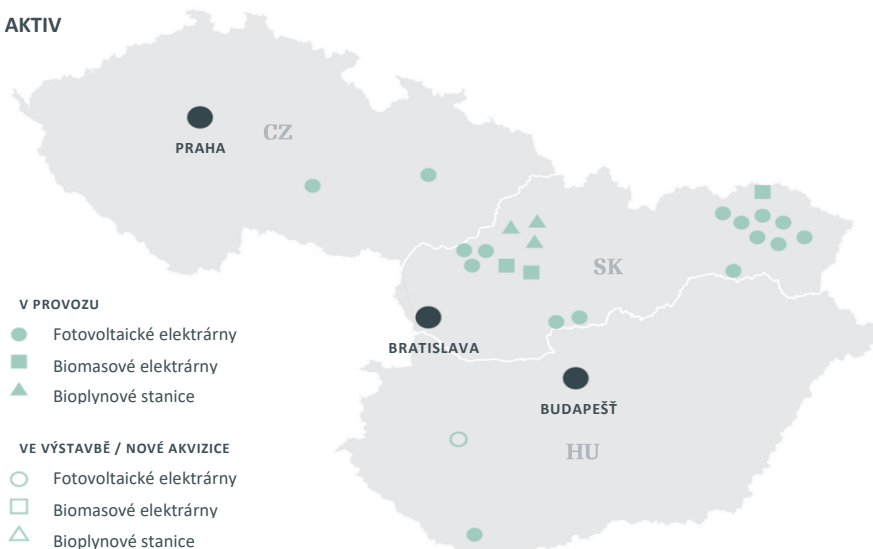 AKTIV
CZ
PRAHA
SK
V PROVOZU
Fotovoltaické elektrárny
BRATISLAVA
Biomasové elektrárny
Bioplynové stanice
BUDAPEŠŤ
VE VÝSTAVBĚ / NOVÉ AKVIZICE
HU
Fotovoltaické elektrárny
Biomasové elektrárny
Bioplynové stanice